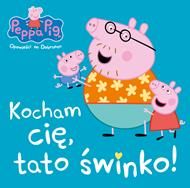 Peppa Pig
Opowieści na Dobranoc
Kocham
cię,
tato świnko!